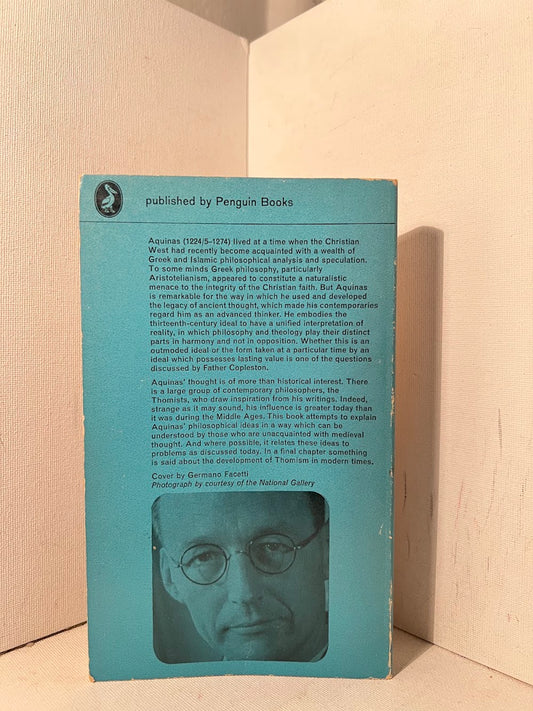 published by Penguin Books
Aquinas (1224/5–1274) lived at a time when the Christian
West had recently become acquainted with a wealth of
Greek and Islamic philosophical analysis and speculation.
To some minds Greek philosophy, particularly
Aristotelianism, appeared to constitute a naturalistic
menace to the integrity of the Christian faith. But Aquinas
is remarkable for the way in which he used and developed
the legacy of ancient thought, which made his contemporaries
regard him as an advanced thinker. He embodies the
thirteenth-century ideal to have a unified interpretation of
reality, in which philosophy and theology play their distinct
parts in harmony and not in opposition. Whether this is an
outmoded ideal or the form taken at a particular time by an
ideal which possesses lasting value is one of the questions
discussed by Father Copleston.
Aquinas' thought is of more than historical interest. There
is a large group of contemporary philosophers, the
Thomists, who draw inspiration from his writings. Indeed,
strange as it may sound, his influence is greater today than
it was during the Middle Ages. This book attempts to explain
Aquinas' philosophical ideas in a way which can be
understood by those who are unacquainted with medieval
thought. And where possible, it relates these ideas to
problems as discussed today. In a final chapter something
is said about the development of Thomism in modern times.
Cover by Germano Facetti
Photograph by courtesy of the National Gallery